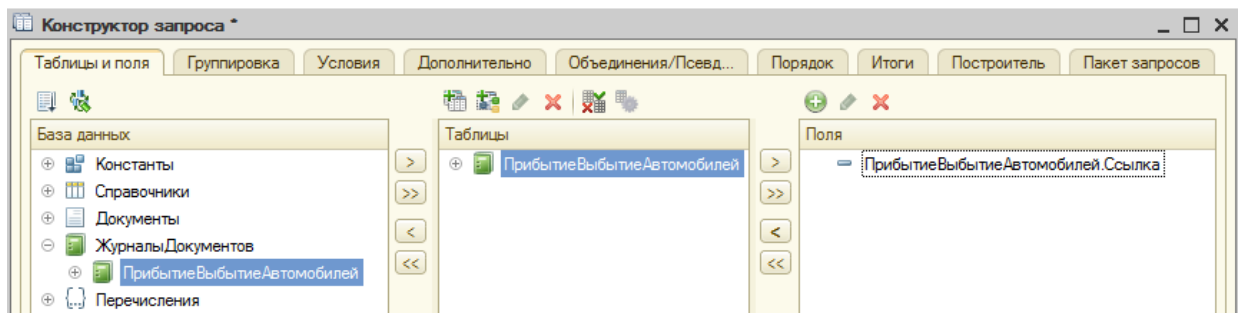 Конструктор запроса *
Таблицы и поля Группировка Условия Дополнительно Объединения/Псевд... Порядок Итоги Построитель Пакет запросов
База данных Таблицы Поля
Константы > ПрибытиеВыбытиеАвтомобилей > ПрибытиеВыбытиеАвтомобилей.Ссылка
Справочники >> >>
Документы
ЖурналыДокументов < <
ПрибытиеВыбытиеАвтомобилей << <<
Перечисления